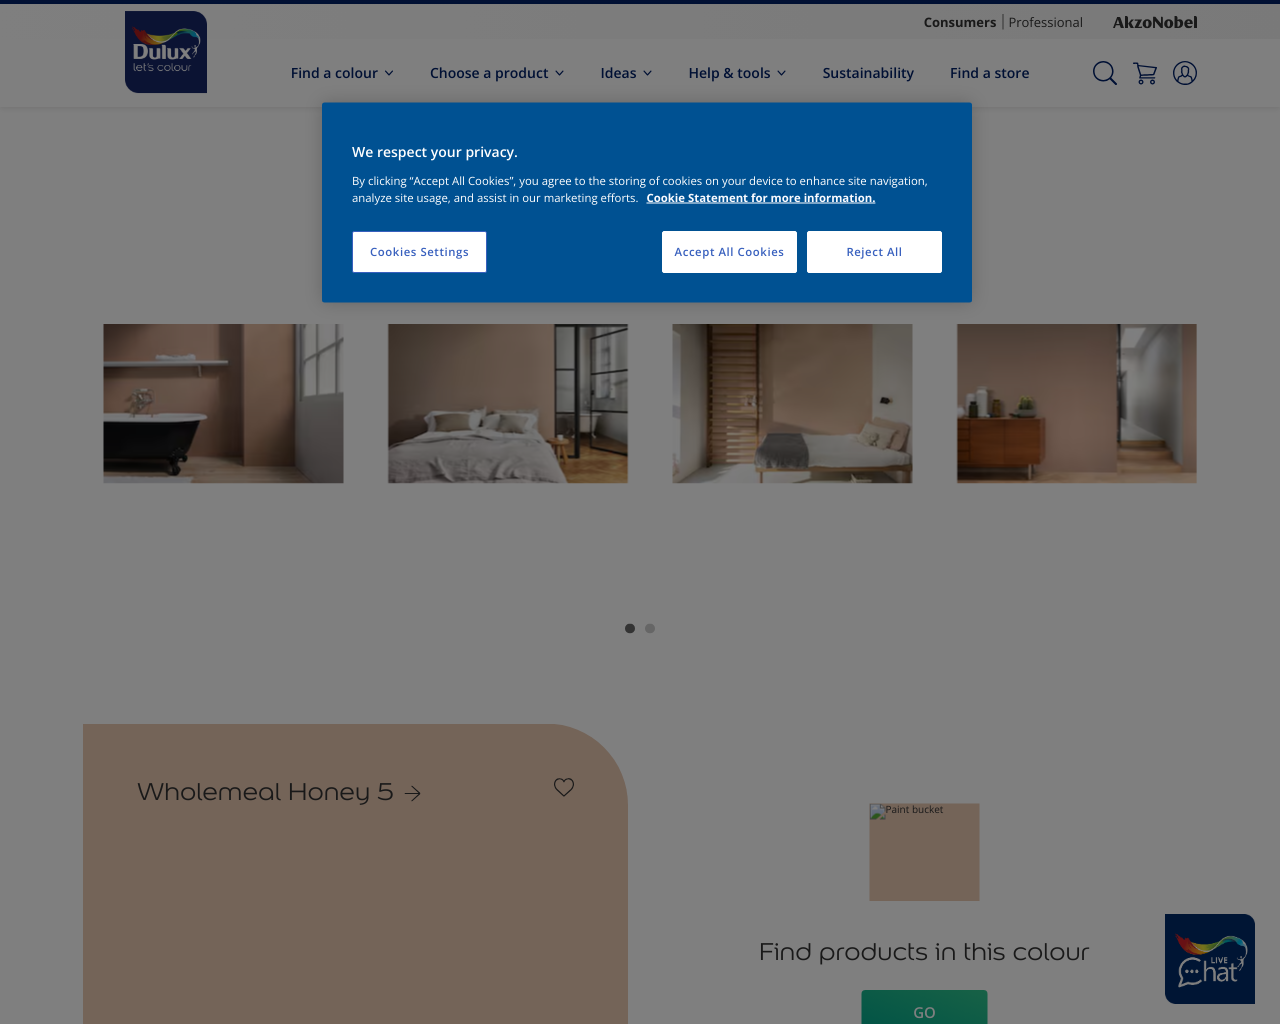 Consumers | Professional
AkzoNobel
Dulux
let's colour
Find a colour
Choose a product
Ideas
Help & tools
Sustainability
Find a store
We respect your privacy.
By clicking “Accept All Cookies”, you agree to the storing of cookies on your device to enhance site navigation,
analyze site usage, and assist in our marketing efforts. Cookie Statement for more information.
Cookies Settings
Accept All Cookies
Reject All
Wholemeal Honey 5
Paint bucket
Find products in this colour
GO
LIVE
Chat